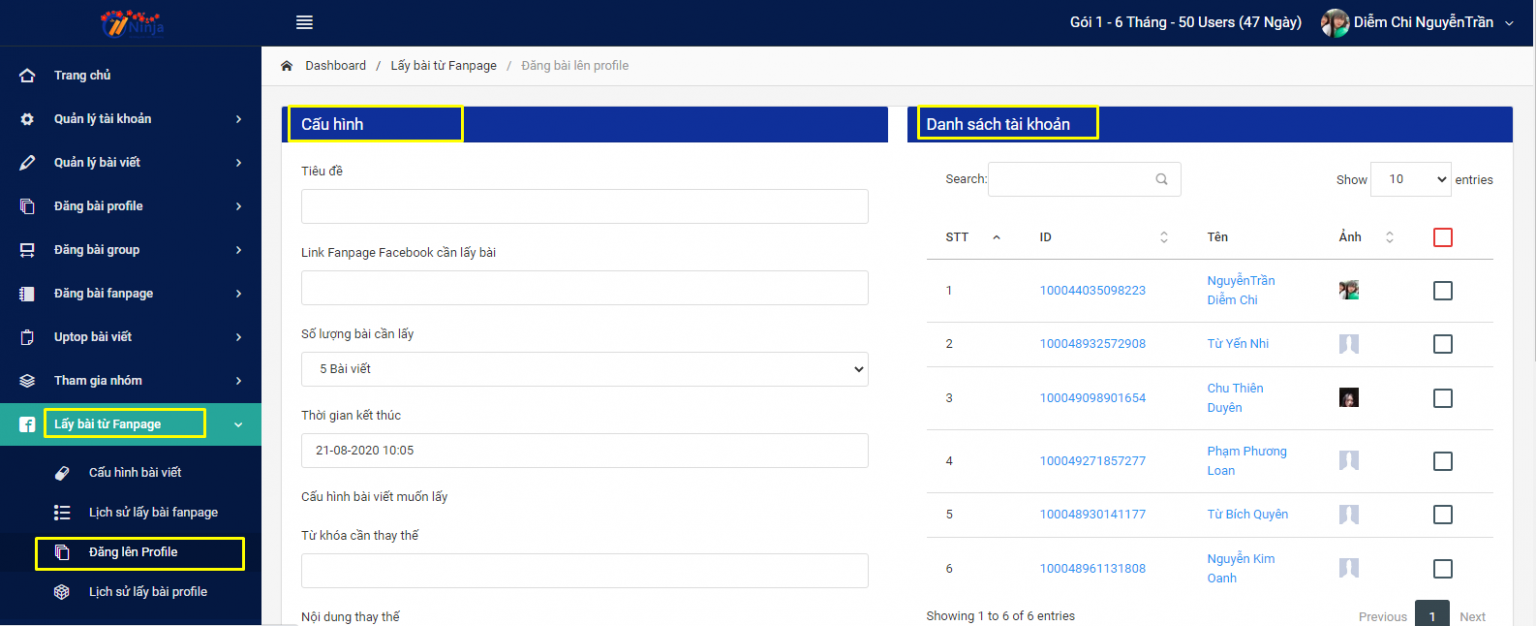 Ninja
Gói 1 - 6 Tháng - 50 Users (47 Ngày)
Diễm Chi NguyễnTrần
Trang chủ
Quản lý tài khoản
Quản lý bài viết
Đăng bài profile
Đăng bài group
Đăng bài fanpage
Uptop bài viết
Tham gia nhóm
Lấy bài từ Fanpage
Cấu hình bài viết
Lịch sử lấy bài fanpage
Đăng lên Profile
Lịch sử lấy bài profile
Dashboard / Lấy bài từ Fanpage / Đăng bài lên profile
Cấu hình
Tiêu đề
Link Fanpage Facebook cần lấy bài
Số lượng bài cần lấy
5 Bài viết
Thời gian kết thúc
21-08-2020 10:05
Cấu hình bài viết muốn lấy
Từ khóa cần thay thế
Nội dung thay thế
Danh sách tài khoản
Search:
Show 10 entries
STT ID Tên Ảnh
1 100044035098223 NguyễnTrần
Diễm Chi
2 100048932572908 Từ Yến Nhi
3 100049098901654 Chu Thiên
Duyên
4 100049271857277 Phạm Phương
Loan
5 100048930141177 Từ Bích Quyên
6 100048961131808 Nguyễn Kim
Oanh
Showing 1 to 6 of 6 entries
Previous 1 Next